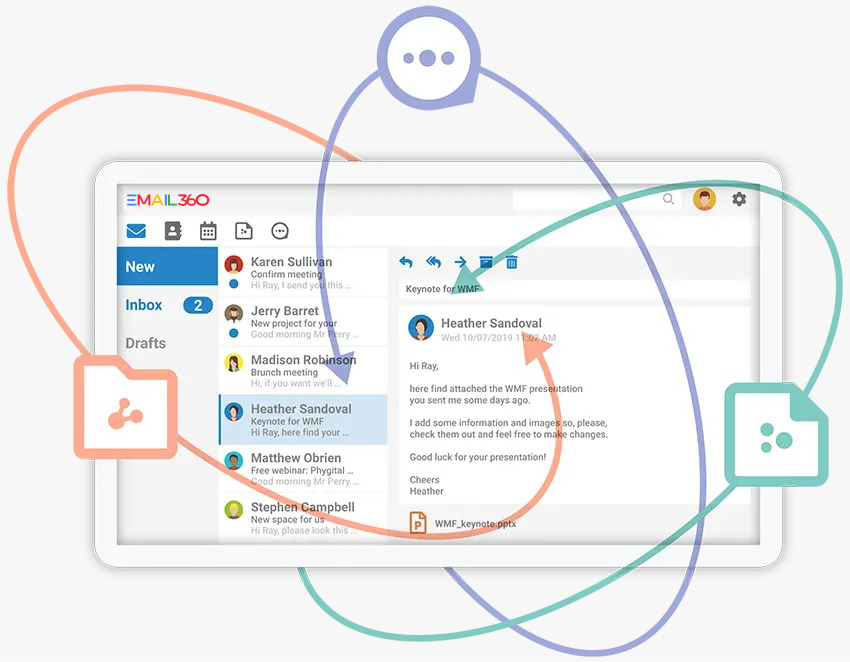 EMAIL360
New
Inbox 2
Drafts
Karen Sullivan
Confirm meeting
Hi Ray, I send you this ...
Jerry Barret
New project for your
Good morning Mr Perry ...
Madison Robinson
Brunch meeting
Hi, if you want we'll ...
Heather Sandoval
Keynote for WMF
Hi Ray, here find your ...
Matthew Obrien
Free webinar: Phygital ...
Good morning Mr Perry ...
Stephen Campbell
New space for us
Hi Ray, please look this ...
Keynote for WMF
Heather Sandoval
Wed 10/07/2019 11:02 AM
Hi Ray,
here find attached the WMF presentation
you sent me some days ago.
I add some information and images so, please,
check them out and feel free to make changes.
Good luck for your presentation!
Cheers
Heather
P WMF_keynote.pptx